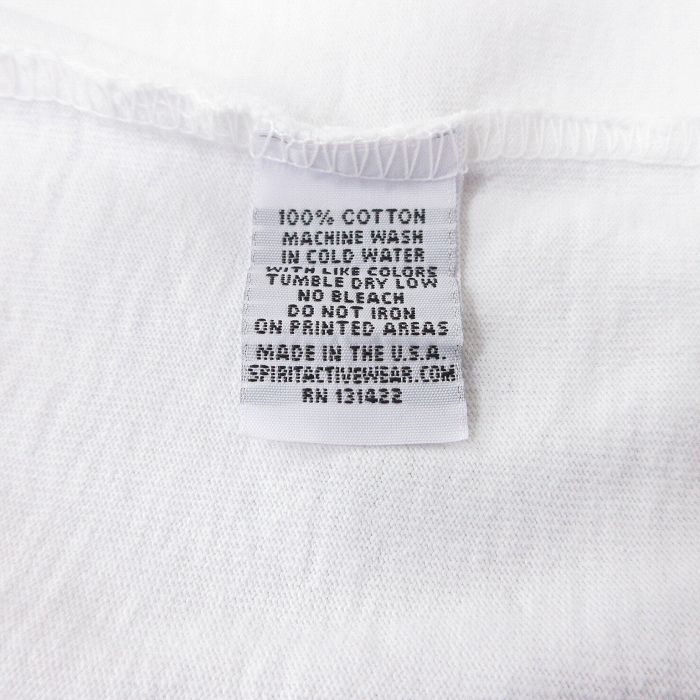 100% COTTON
MACHINE WASH
IN COLD WATER
WITH LIKE COLORS
TUMBLE DRY LOW
NO BLEACH
DO NOT IRON
ON PRINTED AREAS
MADE IN THE U.S.A.
SPIRITACTIVEWEAR.COM
RN 131422